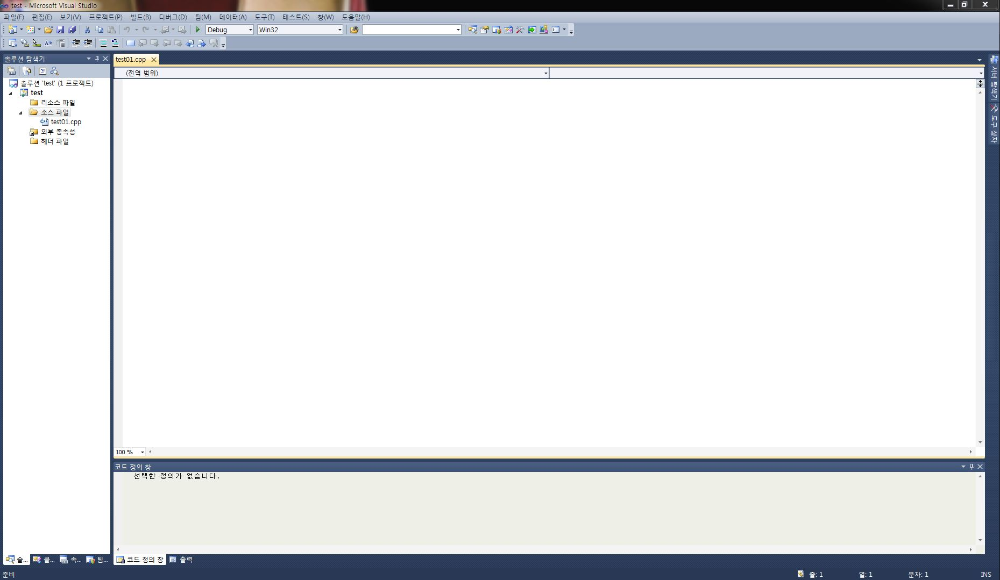 test - Microsoft Visual Studio
파일(F) 편집(E) 보기(V) 프로젝트(P) 빌드(B) 디버그(D) 팀(M) 데이터(A) 도구(T) 테스트(S) 창(W) 도움말(H)
Debug Win32
솔루션 탐색기
test01.cpp
(전역 범위)
솔루션 'test' (1 프로젝트)
test
리소스 파일
소스 파일
test01.cpp
외부 종속성
헤더 파일
서버 탐색기
도구 상자
100 %
코드 정의 창
선택한 정의가 없습니다.
솔... 클... 속... 팀...
코드 정의 창 출력
준비 줄: 1 열: 1 문자: 1 INS